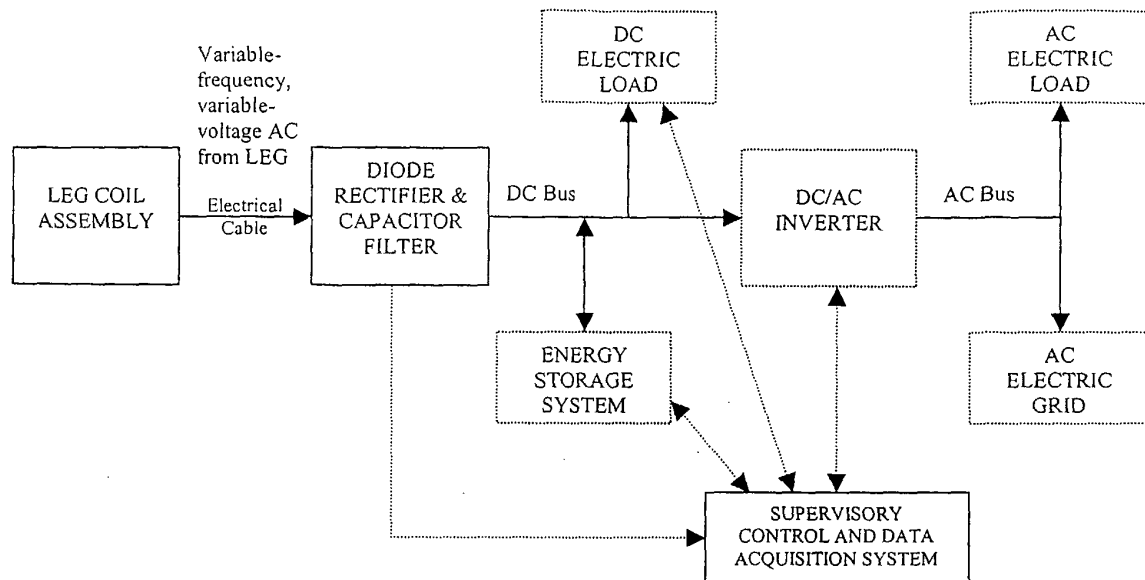 Variable-
frequency,
variable-
voltage AC
from LEG
DC
ELECTRIC
LOAD
AC
ELECTRIC
LOAD
LEG COIL
ASSEMBLY
Electrical
Cable
DIODE
RECTIFIER &
CAPACITOR
FILTER
DC Bus
DC/AC
INVERTER
AC Bus
ENERGY
STORAGE
SYSTEM
AC
ELECTRIC
GRID
SUPERVISORY
CONTROL AND DATA
ACQUISITION SYSTEM